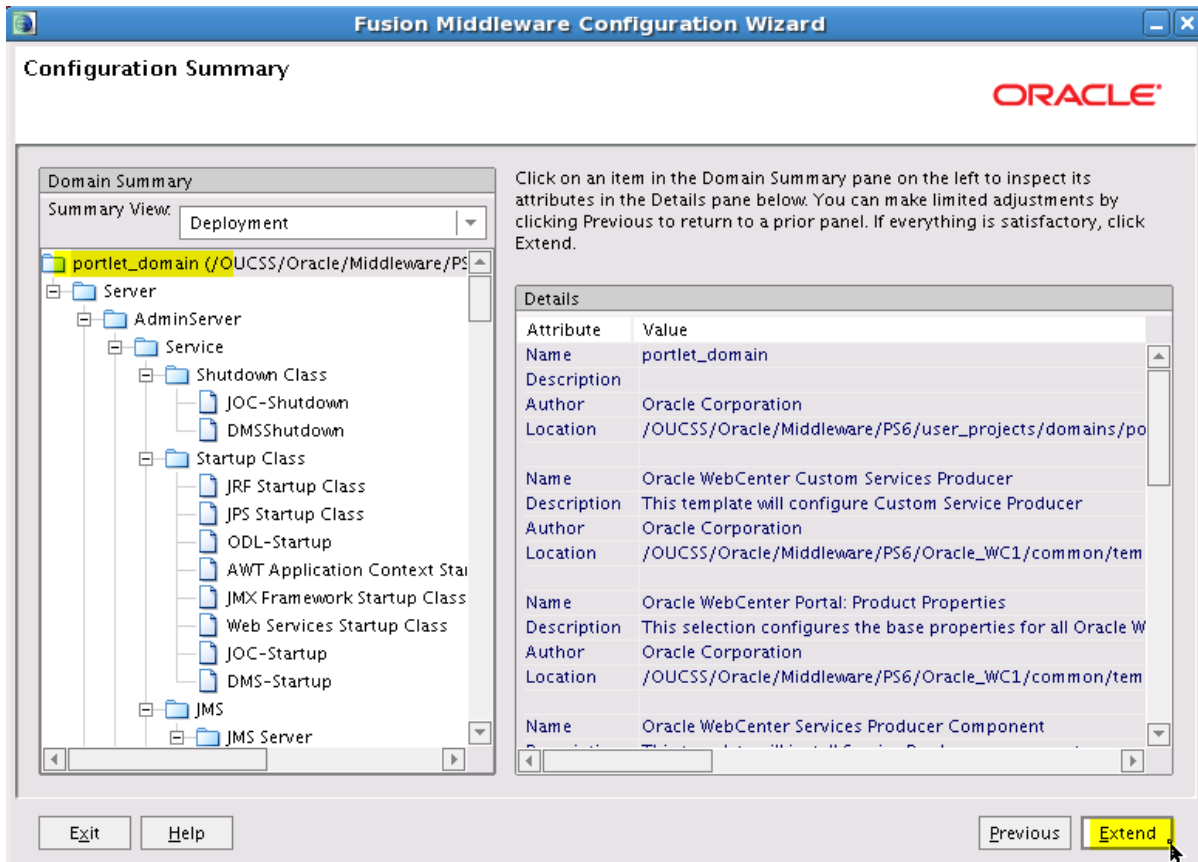 Fusion Middleware Configuration Wizard
Configuration Summary
ORACLE
Domain Summary
Summary View:
Deployment
portlet_domain (/OUCSS/Oracle/Middleware/PS
Server
AdminServer
Service
Shutdown Class
JOC-Shutdown
DMSShutdown
Startup Class
JRF Startup Class
JPS Startup Class
ODL-Startup
AWT Application Context Star
JMX Framework Startup Class
Web Services Startup Class
JOC-Startup
DMS-Startup
JMS
JMS Server
Click on an item in the Domain Summary pane on the left to inspect its
attributes in the Details pane below. You can make limited adjustments by
clicking Previous to return to a prior panel. If everything is satisfactory, click
Extend.
Details
Attribute Value
Name portlet_domain
Description
Author Oracle Corporation
Location /OUCSS/Oracle/Middleware/PS6/user_projects/domains/po
Name Oracle WebCenter Custom Services Producer
Description This template will configure Custom Service Producer
Author Oracle Corporation
Location /OUCSS/Oracle/Middleware/PS6/Oracle_WC1/common/tem
Name Oracle WebCenter Portal: Product Properties
Description This selection configures the base properties for all Oracle W
Author Oracle Corporation
Location /OUCSS/Oracle/Middleware/PS6/Oracle_WC1/common/tem
Name Oracle WebCenter Services Producer Component
Exit Help Previous Extend